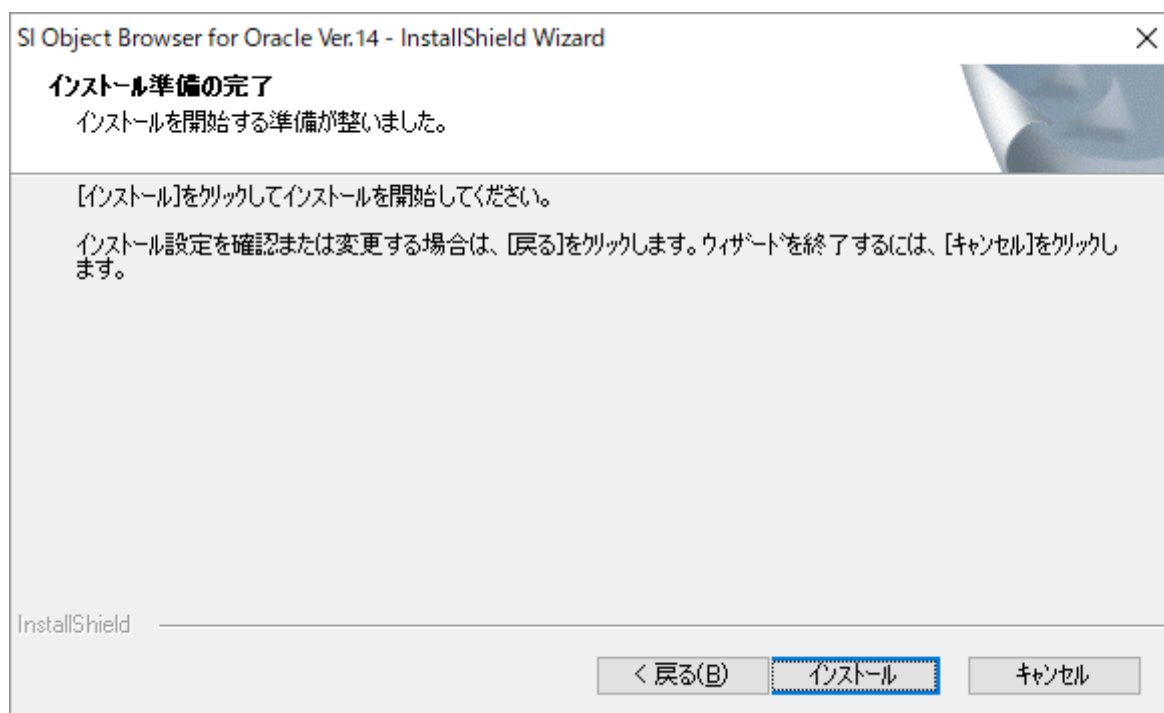 SI Object Browser for Oracle Ver.14 - InstallShield Wizard
インストール準備の完了
インストールを開始する準備が整いました。
[インストール]をクリックしてインストールを開始してください。
インストール設定を確認または変更する場合は、[戻る]をクリックします。ウィザードを終了するには、[キャンセル]をクリックし
ます。
InstallShield
< 戻る(B) インストール キャンセル